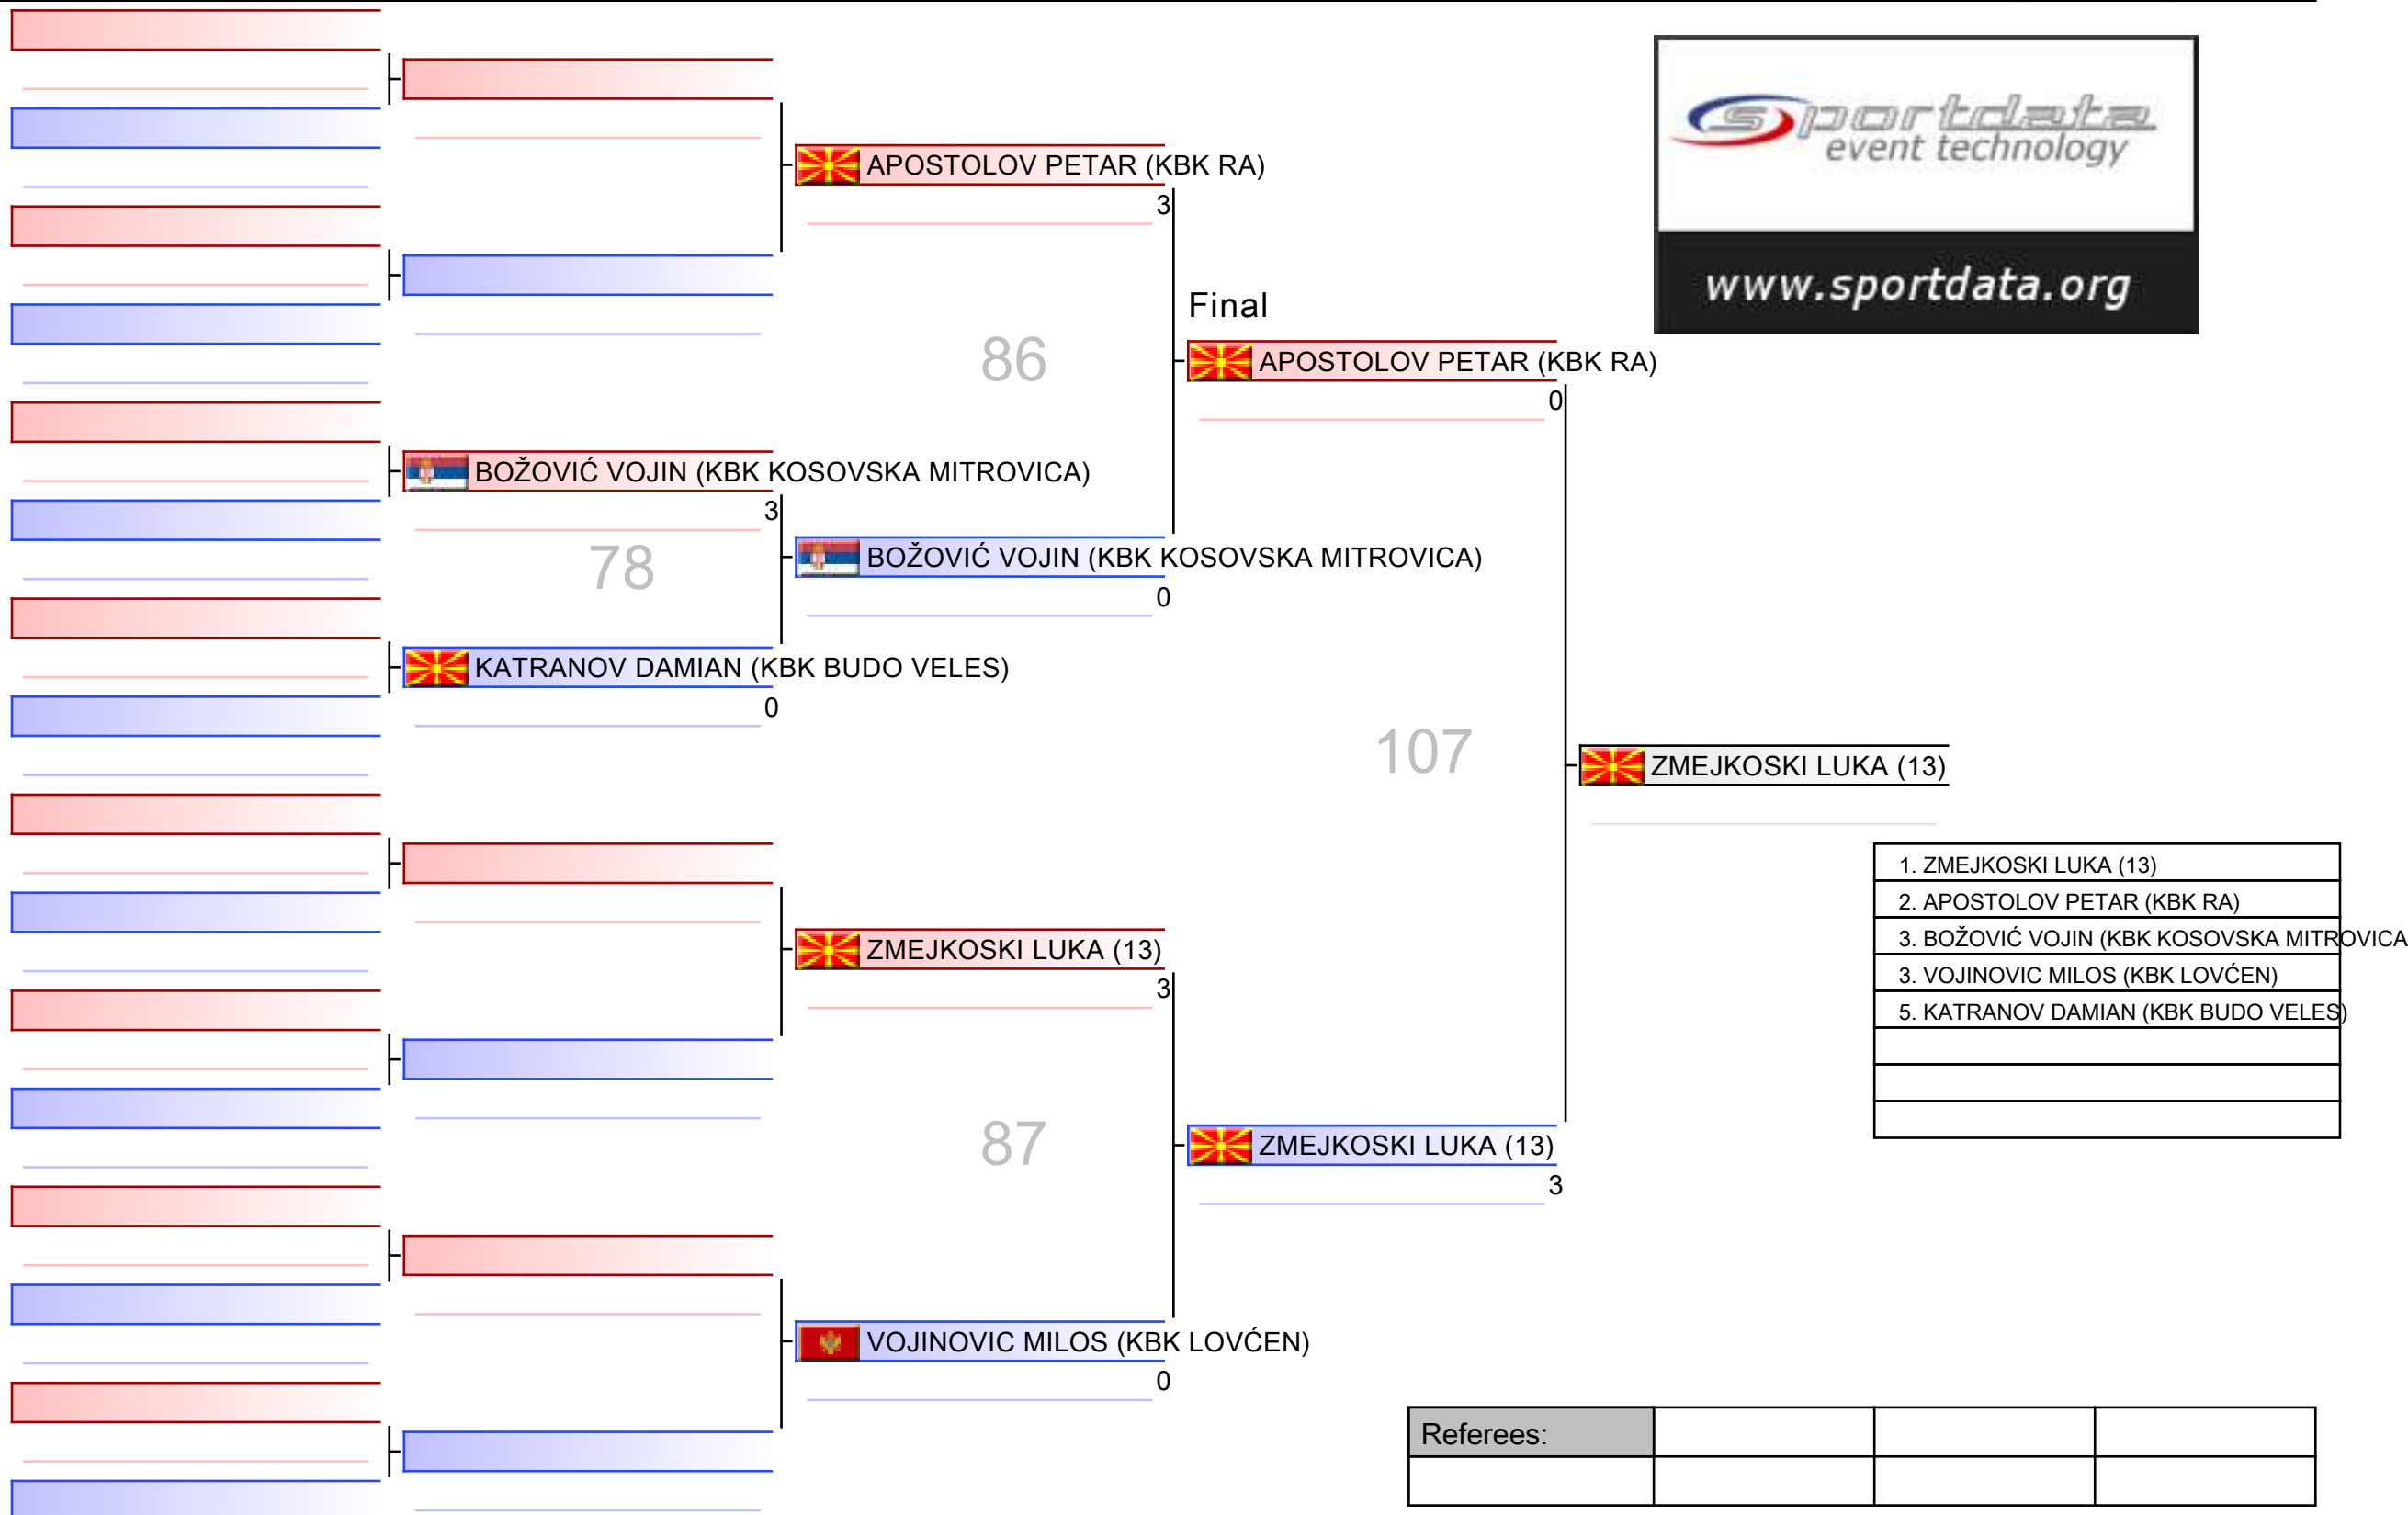 sportdata
event technology
www.sportdata.org
APOSTOLOV PETAR (KBK RA)
3
Final
86
APOSTOLOV PETAR (KBK RA)
0
BOŽOVIĆ VOJIN (KBK KOSOVSKA MITROVICA)
3
78
BOŽOVIĆ VOJIN (KBK KOSOVSKA MITROVICA)
0
KATRANOV DAMIAN (KBK BUDO VELES)
0
107
ZMEJKOSKI LUKA (13)
1. ZMEJKOSKI LUKA (13)
2. APOSTOLOV PETAR (KBK RA)
3. BOŽOVIĆ VOJIN (KBK KOSOVSKA MITROVICA
3. VOJINOVIC MILOS (KBK LOVĆEN)
5. KATRANOV DAMIAN (KBK BUDO VELES)
ZMEJKOSKI LUKA (13)
3
87
ZMEJKOSKI LUKA (13)
3
VOJINOVIC MILOS (KBK LOVĆEN)
0
Referees: